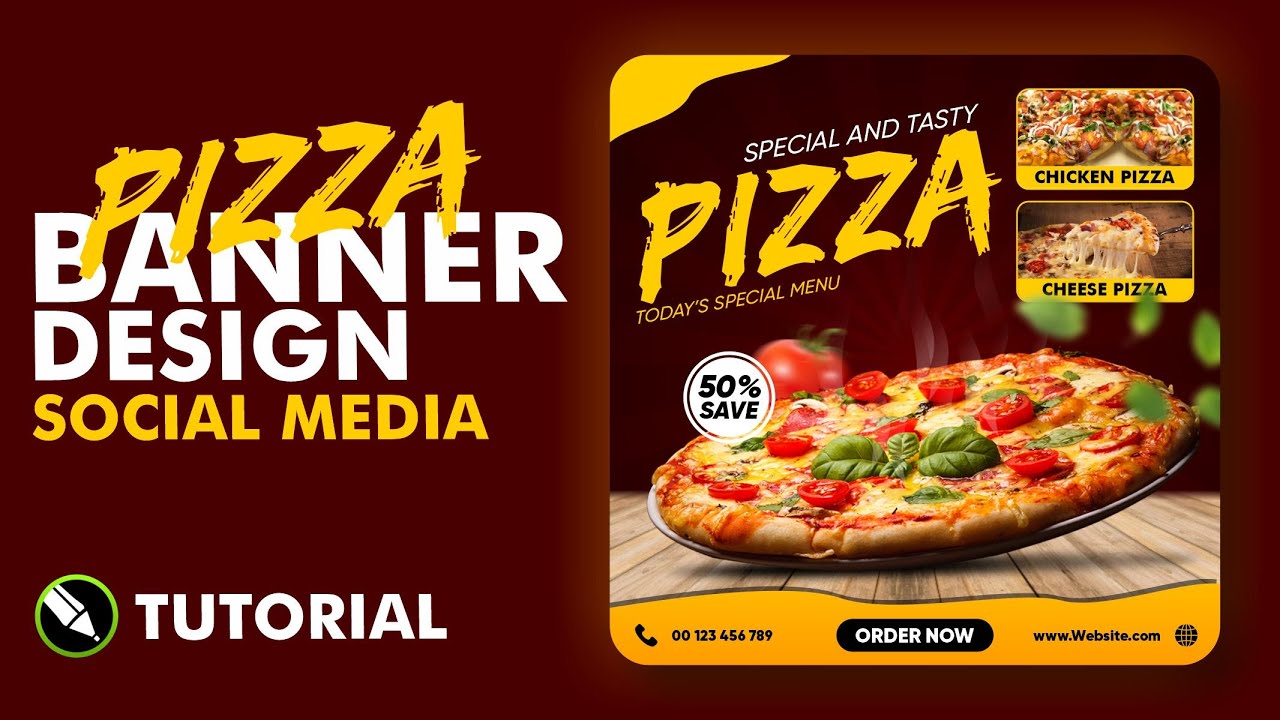 PIZZA
BANNER
DESIGN
SOCIAL MEDIA
TUTORIAL
SPECIAL AND TASTY
PIZZA
TODAY'S SPECIAL MENU
CHICKEN PIZZA
CHEESE PIZZA
50%
SAVE
00 123 456 789
ORDER NOW
www.Website.com